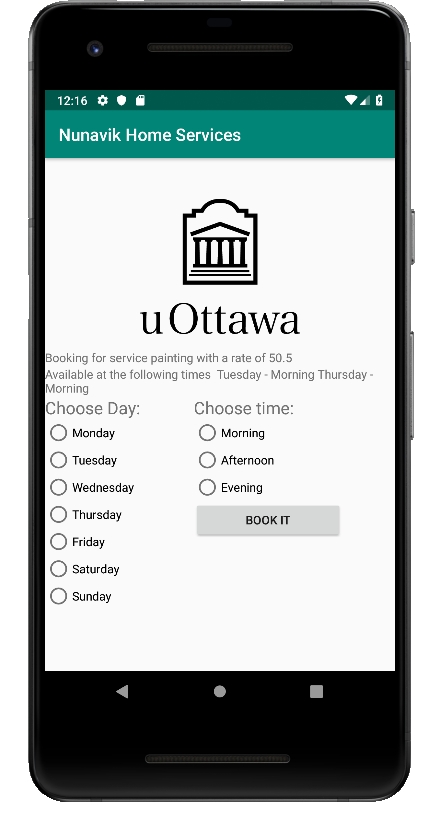 12:16
Nunavik Home Services
uOttawa
Booking for service painting with a rate of 50.5
Available at the following times  Tuesday - Morning Thursday -
Morning
Choose Day:
Monday
Tuesday
Wednesday
Thursday
Friday
Saturday
Sunday
Choose time:
Morning
Afternoon
Evening
BOOK IT